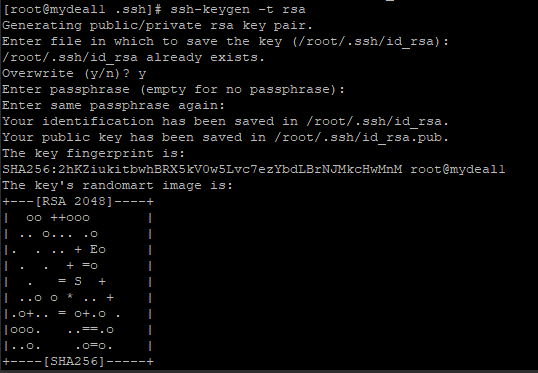 [root@mydeal1 .ssh]# ssh-keygen -t rsa
Generating public/private rsa key pair.
Enter file in which to save the key (/root/.ssh/id_rsa):
/root/.ssh/id_rsa already exists.
Overwrite (y/n)? y
Enter passphrase (empty for no passphrase):
Enter same passphrase again:
Your identification has been saved in /root/.ssh/id_rsa.
Your public key has been saved in /root/.ssh/id_rsa.pub.
The key fingerprint is:
SHA256:2hKZiukitbwhBRX5kV0w5Lvc7ezYbdLBrNJMkcHwMnM root@mydeal1
The key's randomart image is:
+---[RSA 2048]----+
|  oo ++ooo       |
| .. o... .o      |
|.  . .. + Eo     |
| .  .  + =o      |
|  .   = S  +     |
| ..o o * .. +    |
|.o+.. = o+.o .   |
|ooo.   ..==.o    |
|..o.    .o=o.    |
+----[SHA256]-----+